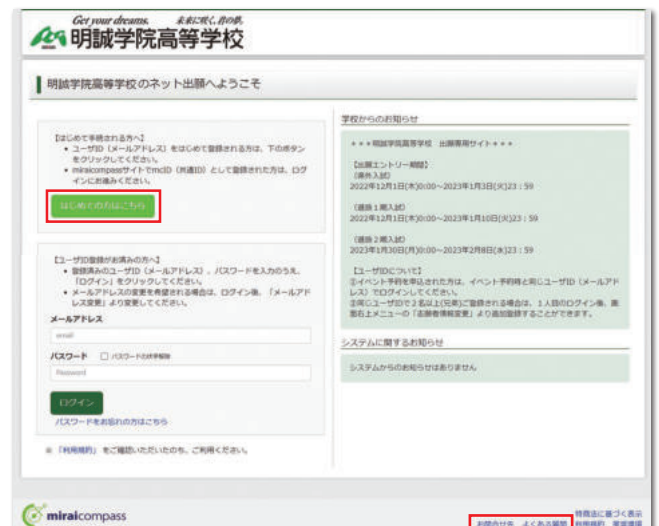 Get your dreams. 未来に咲く、君の夢。
明誠学院高等学校
明誠学院高等学校のネット出願へようこそ
【はじめて手続される方へ】
• ユーザID（メールアドレス）をはじめて登録される方は、下のボタン
をクリックしてください。
• miraicompassサイトでmcID（共通ID）として登録された方は、ログ
インにお進みください。
はじめての方はこちら
【ユーザID登録がお済みの方へ】
• 登録済みのユーザID（メールアドレス）、パスワードを入力のうえ、
「ログイン」をクリックしてください。
• メールアドレスの変更を希望される場合は、ログイン後、「メールアド
レス変更」より変更してください。
メールアドレス
email
パスワード □ パスワードの伏字解除
Password
ログイン
パスワードをお忘れの方はこちら
※ 「利用規約」 をご確認いただいたのち、ご利用ください。
学校からのお知らせ
＊＊＊明誠学院高等学校 出願専用サイト＊＊＊
【出願エントリー期間】
（県外入試）
2022年12月1日(木)0:00～2023年1月3日(火)23：59
（選抜１期入試）
2022年12月1日(木)0:00～2023年1月10日(火)23：59
（選抜２期入試）
2023年1月30日(月)0:00～2023年2月8日(水)23：59
【ユーザIDについて】
①イベント予約を申込された方は、イベント予約時と同じユーザID（メールアド
レス）でログインしてください。
②同じユーザIDで２名以上(兄弟)ご登録される場合は、１人目のログイン後、画
面右上メニューの「志願者情報変更」より追加登録することができます。
システムに関するお知らせ
システムからのお知らせはありません
miraicompass
お問合せ先 よくある質問
特商法に基づく表示
利用規約 推奨環境